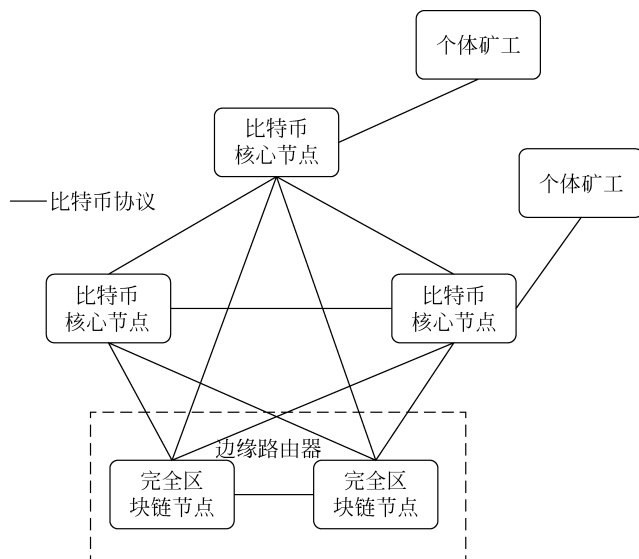 个体矿工
比特币
核心节点
个体矿工
比特币协议
比特币
核心节点
比特币
核心节点
边缘路由器
完全区
块链节点
完全区
块链节点